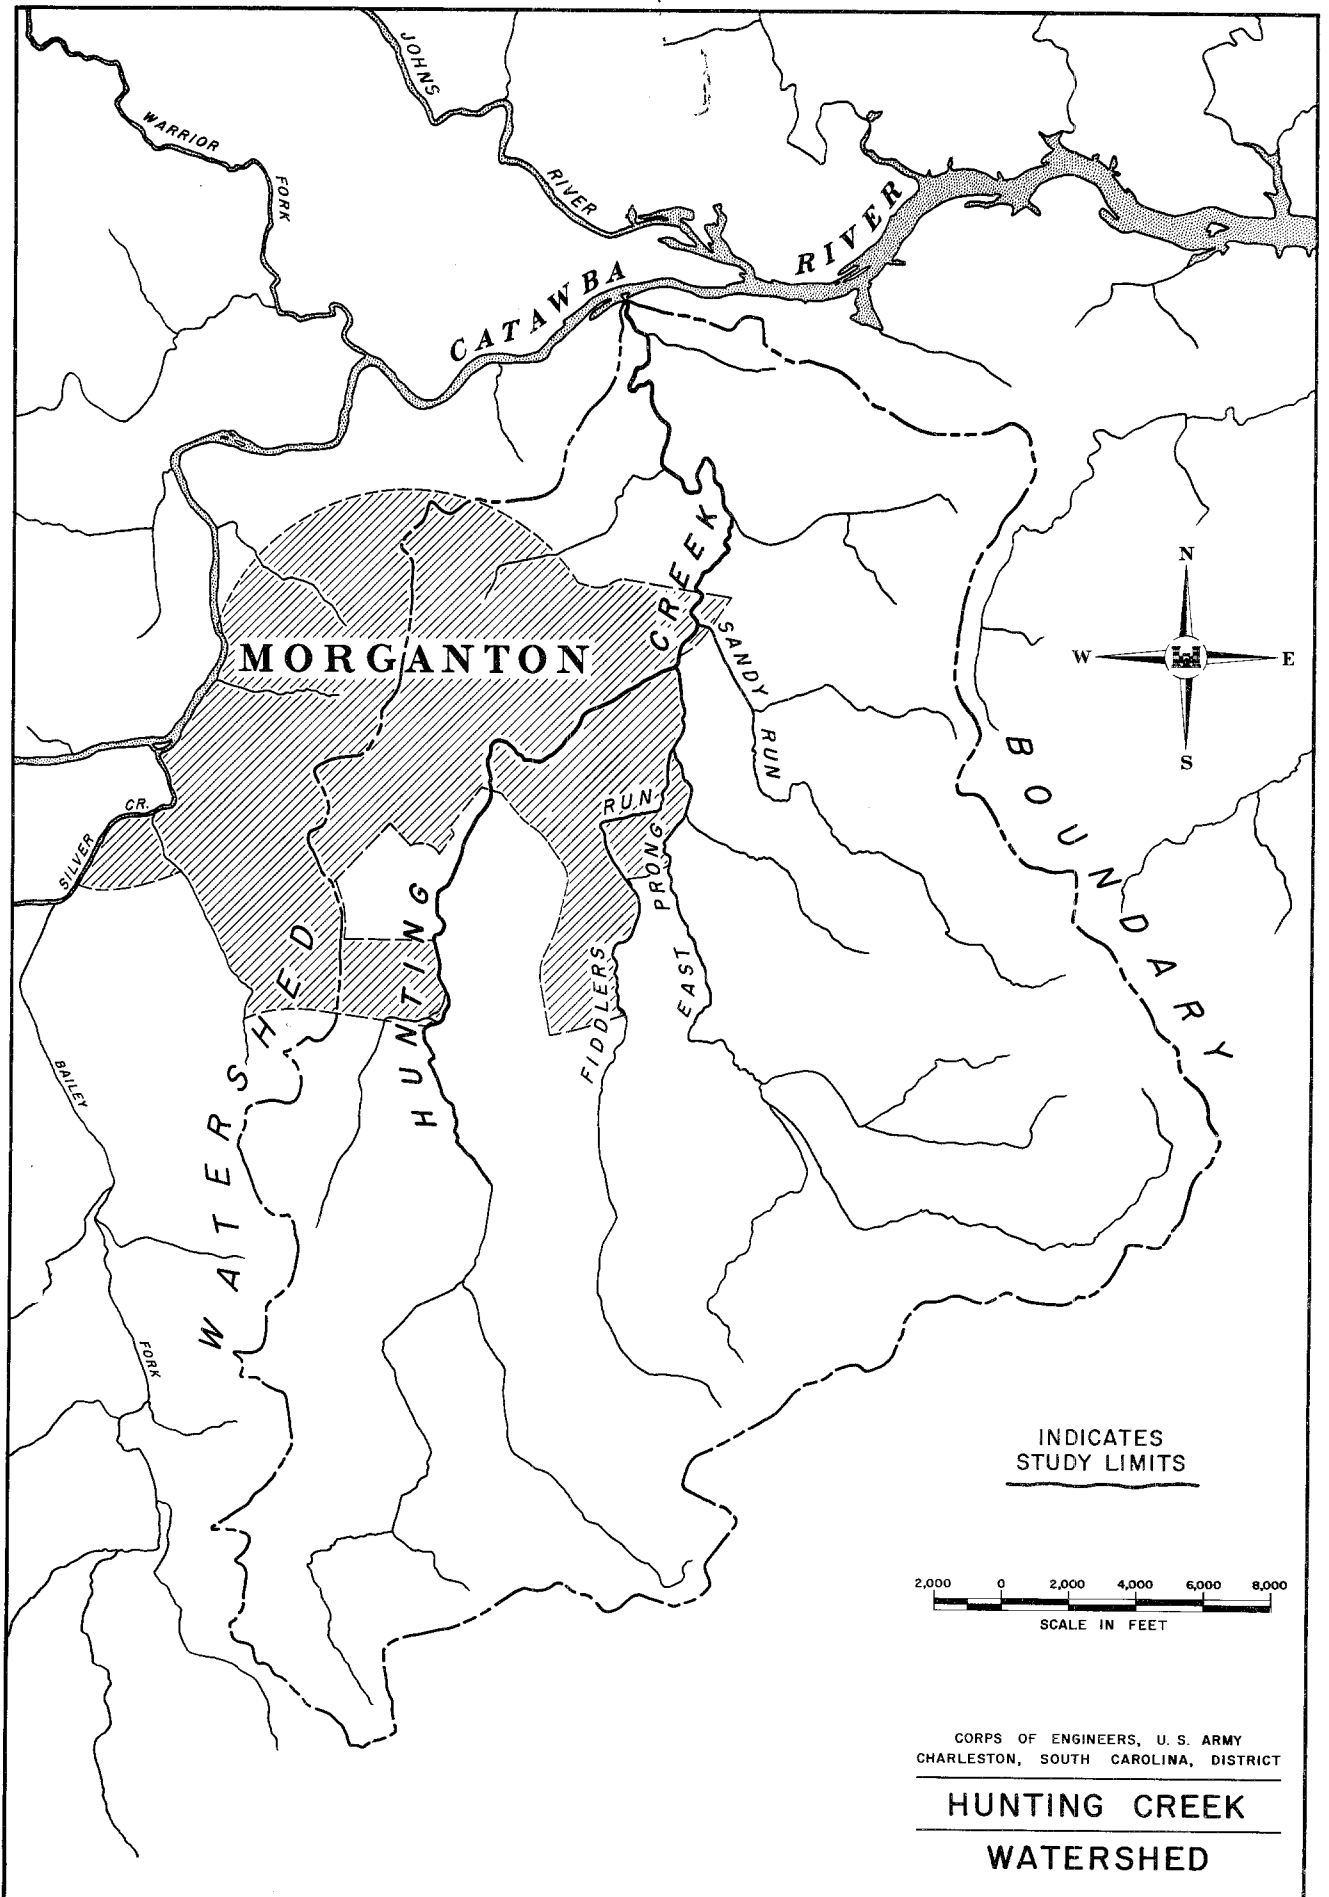 JOHNS
RIVER
WARRIOR
FORK
CATAWBA RIVER
MORGANTON
CREEK
SANDY
RUN
N
W
E
S
BOUNDARY
CR.
SILVER
RUN
PRONG
EAST
FIDDLERS
HUNTING
WATERSHED
BAILEY
FORK
INDICATES
STUDY LIMITS
2,000 0 2,000 4,000 6,000 8,000
SCALE IN FEET
CORPS OF ENGINEERS, U. S. ARMY
CHARLESTON, SOUTH CAROLINA, DISTRICT
HUNTING CREEK
WATERSHED